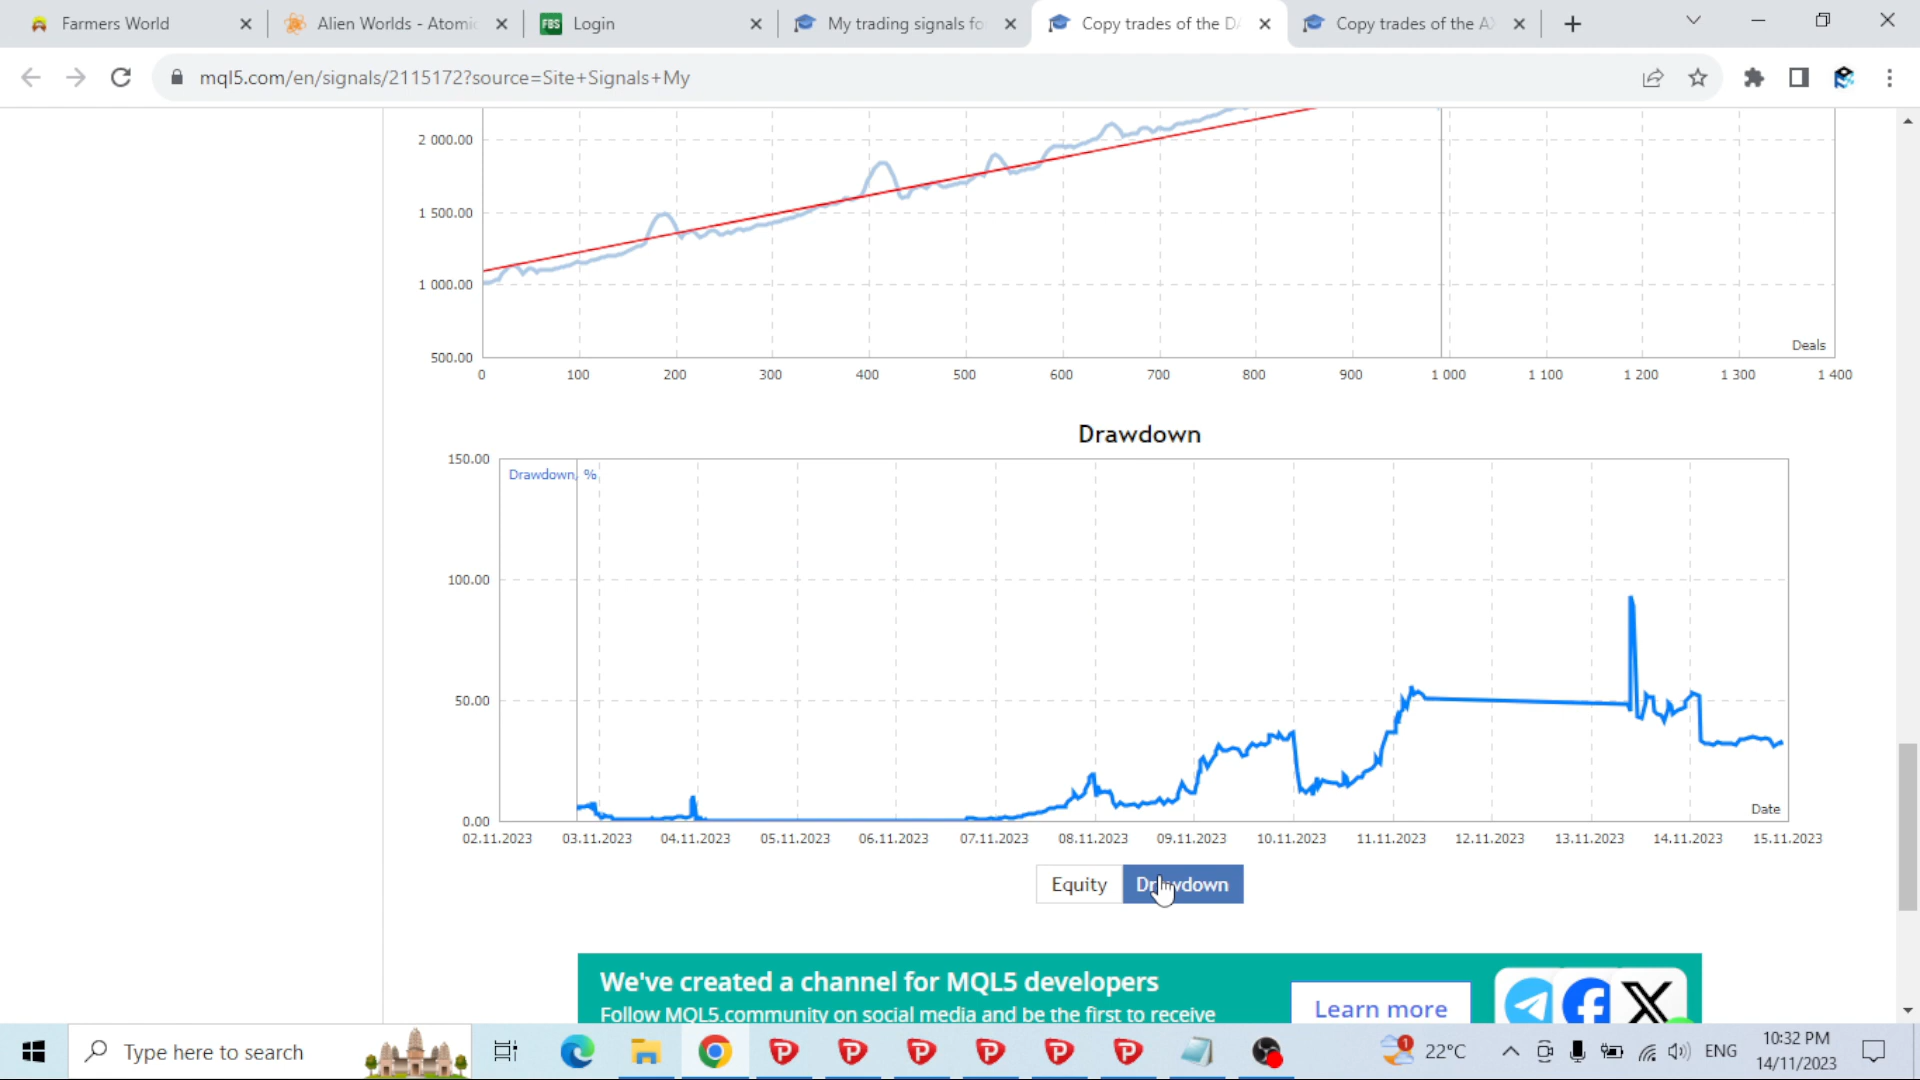 Farmers World
Alien Worlds - Atomic
FBS
Login
My trading signals fo
Copy trades of the D
Copy trades of the A
mql5.com/en/signals/2115172?source=Site+Signals+My
2 000.00
1 500.00
1 000.00
500.00
Deals
0 100 200 300 400 500 600 700 800 900 1 000 1 100 1 200 1 300 1 400
Drawdown
150.00
Drawdown, %
100.00
50.00
Date
0.00
02.11.2023 03.11.2023 04.11.2023 05.11.2023 06.11.2023 07.11.2023 08.11.2023 09.11.2023 10.11.2023 11.11.2023 12.11.2023 13.11.2023 14.11.2023 15.11.2023
Equity
Drawdown
We've created a channel for MQL5 developers
Follow MQL5.community on social media and be the first to receive
Learn more
Type here to search
1
22°C
ENG
10:32 PM
14/11/2023